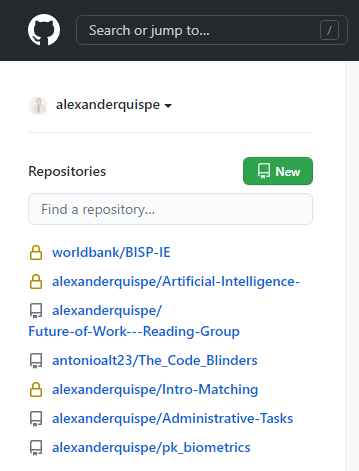 Search or jump to...
/
alexanderquispe
Repositories
New
Find a repository...
worldbank/BISP-IE
alexanderquispe/Artificial-Intelligence-
alexanderquispe/
Future-of-Work---Reading-Group
antonioalt23/The_Code_Blinders
alexanderquispe/Intro-Matching
alexanderquispe/Administrative-Tasks
alexanderquispe/pk_biometrics